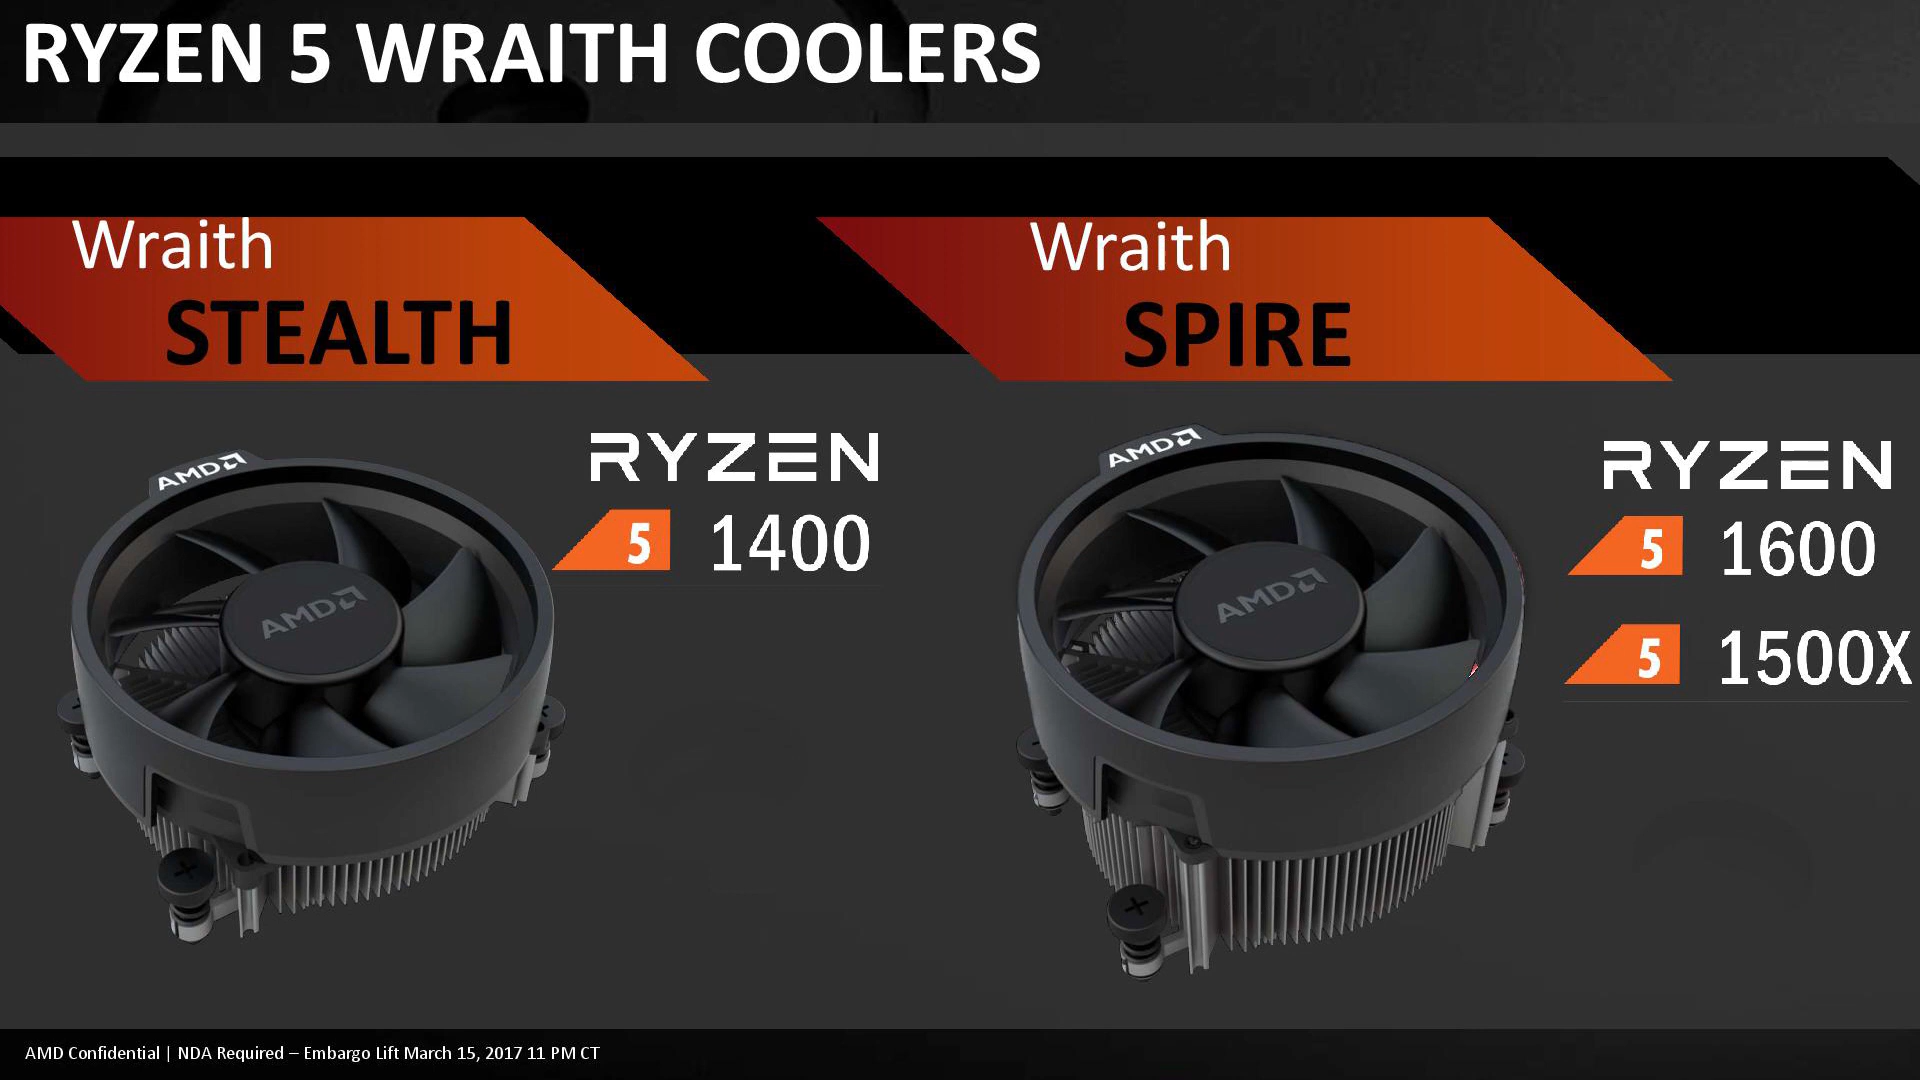 RYZEN 5 WRAITH COOLERS
Wraith
STEALTH
RYZEN
5 1400
AMD
AMD
Wraith
SPIRE
RYZEN
5 1600
5 1500X
AMD
AMD
AMD Confidential | NDA Required – Embargo Lift March 15, 2017 11 PM CT